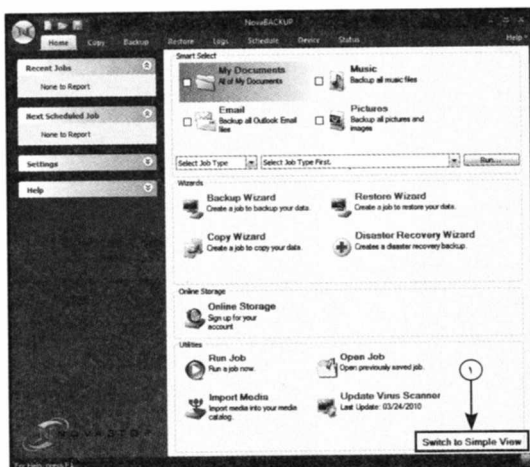 NovaBACKUP
Home Copy Backup Restore Logs Schedule Device Status Help
Recent Jobs
None to Report
Next Scheduled Job
None to Report
Settings
Help
Smart Select
My Documents
All of My Documents
Music
Backup all music files
Email
Backup all Outlook Email
files
Pictures
Backup all pictures and
images
Select Job Type
Select Job Type First.
Run...
Wizards
Backup Wizard
Create a job to backup your data.
Restore Wizard
Create a job to restore your data.
Copy Wizard
Create a job to copy your data.
Disaster Recovery Wizard
Creates a disaster recovery backup.
Online Storage
Online Storage
Sign up for your
account
Utilities
Run Job
Run a job now.
Open Job
Open previously saved job.
Import Media
Import media into your media
catalog.
Update Virus Scanner
Last Update: 03/24/2010
١
Switch to Simple View
NOVASTOR
For Help, press F1